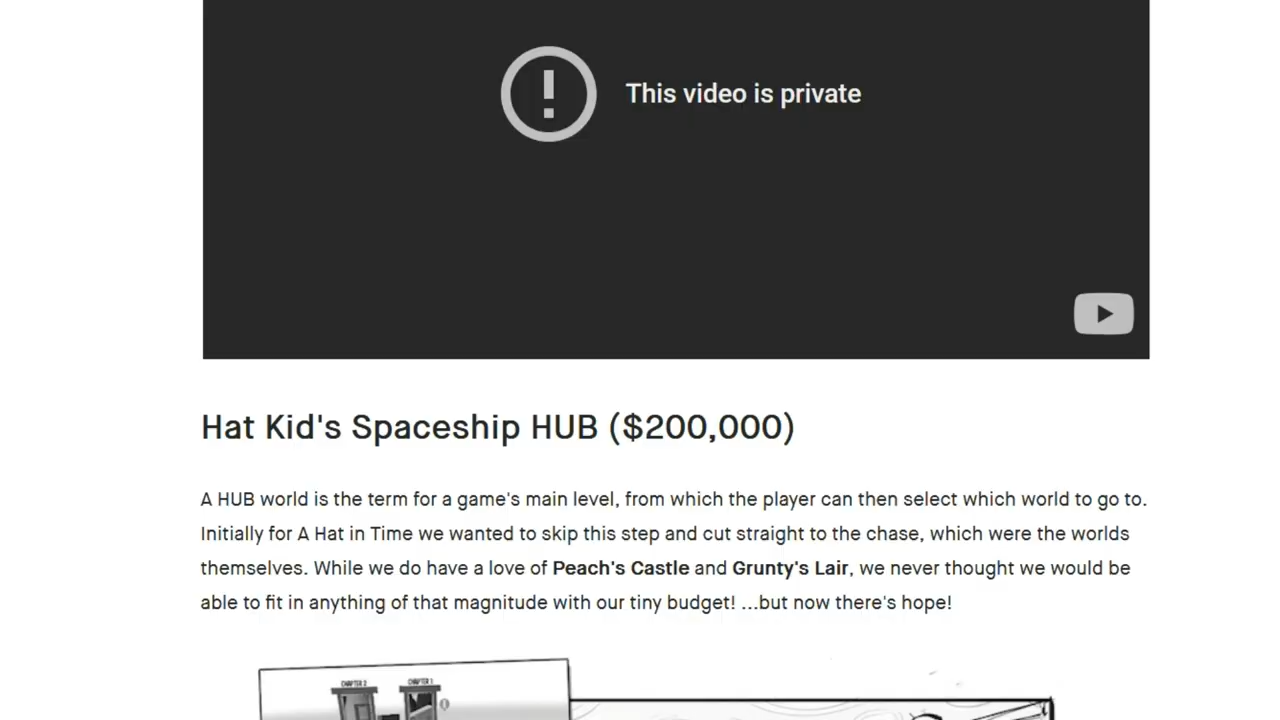 This video is private
Hat Kid's Spaceship HUB ($200,000)
A HUB world is the term for a game's main level, from which the player can then select which world to go to.
Initially for A Hat in Time we wanted to skip this step and cut straight to the chase, which were the worlds
themselves. While we do have a love of Peach's Castle and Grunty's Lair, we never thought we would be
able to fit in anything of that magnitude with our tiny budget! ...but now there's hope!
CHAPTER 2 CHAPTER 1